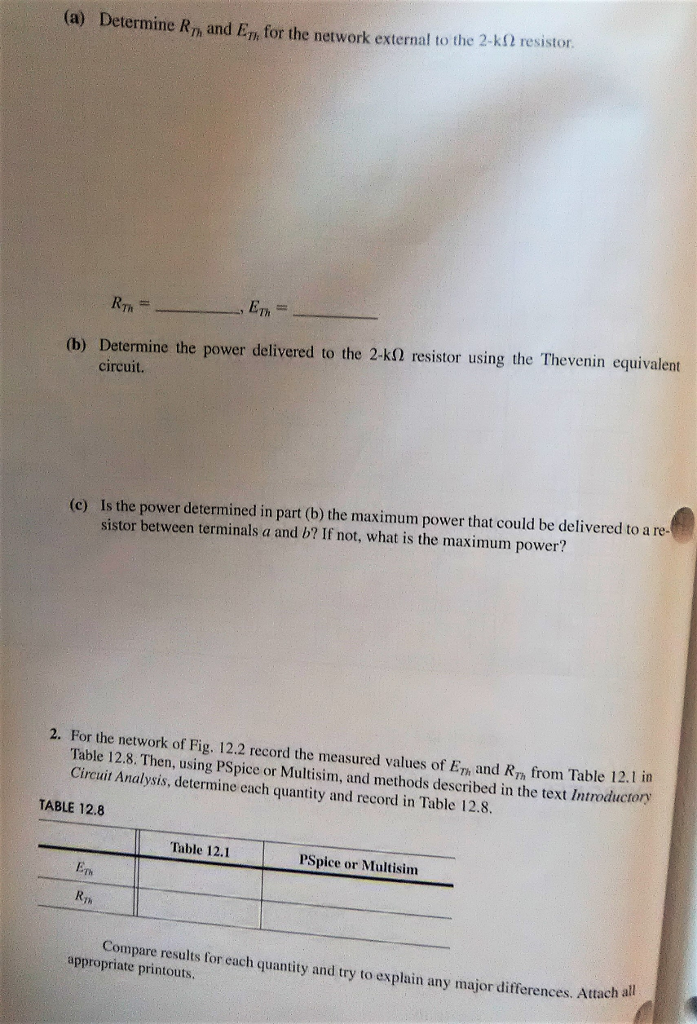 (a) Determine R_Th and E_Th for the network external to the 2-kΩ resistor.
R_Th = ________, E_Th = ________
(b) Determine the power delivered to the 2-kΩ resistor using the Thevenin equivalent
circuit.
(c) Is the power determined in part (b) the maximum power that could be delivered to a re-
sistor between terminals a and b? If not, what is the maximum power?
2. For the network of Fig. 12.2 record the measured values of E_Th and R_Th from Table 12.1 in
Table 12.8. Then, using PSpice or Multisim, and methods described in the text Introductory
Circuit Analysis, determine each quantity and record in Table 12.8.
TABLE 12.8
Table 12.1 PSpice or Multisim
E_Th
R_Th
Compare results for each quantity and try to explain any major differences. Attach all
appropriate printouts.